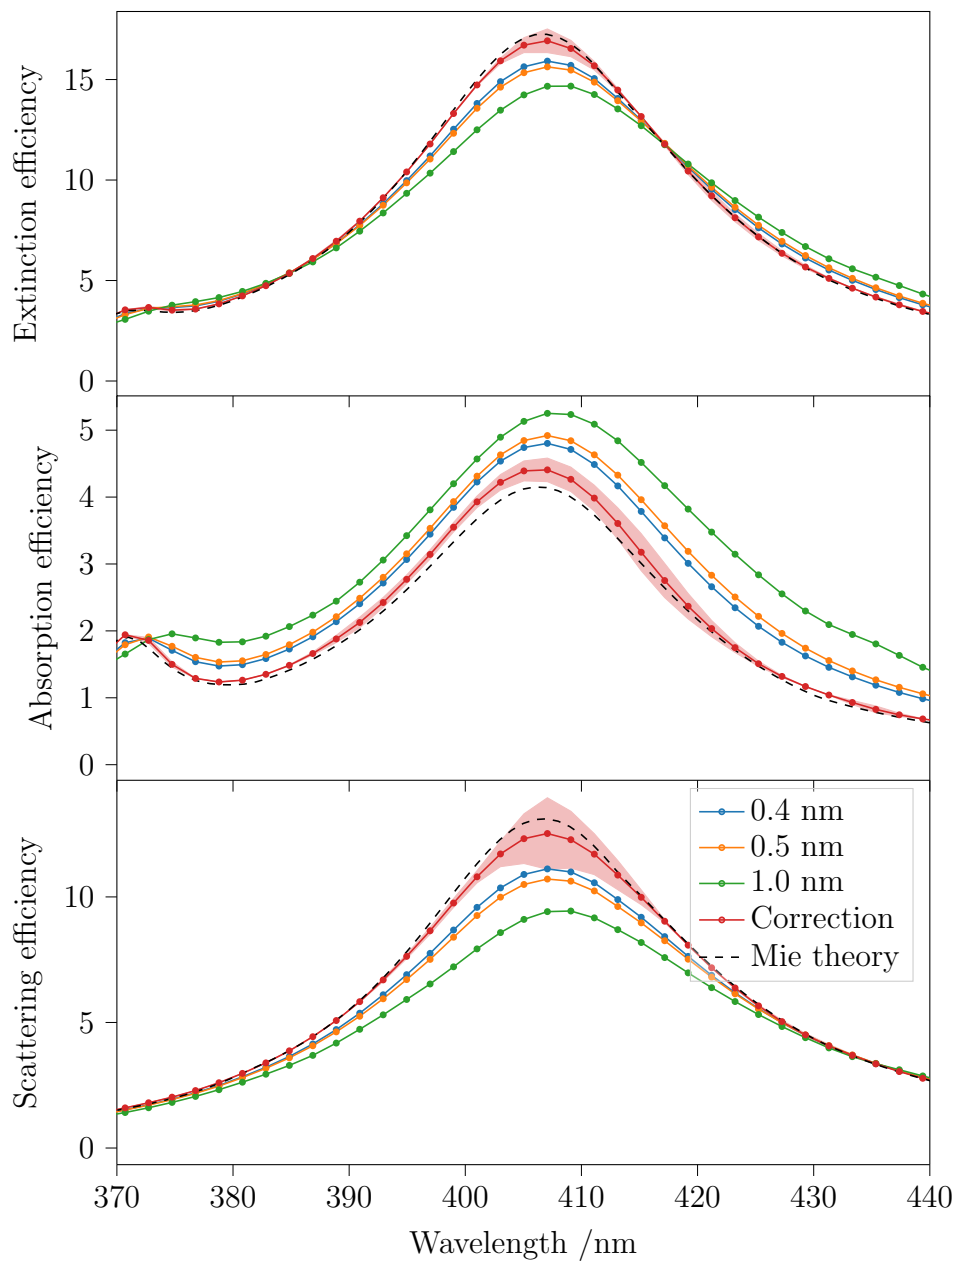 Extinction efficiency
15
10
5
0
Absorption efficiency
5
4
3
2
1
0
Scattering efficiency
10
5
0
0.4 nm
0.5 nm
1.0 nm
Correction
Mie theory
370 380 390 400 410 420 430 440
Wavelength /nm